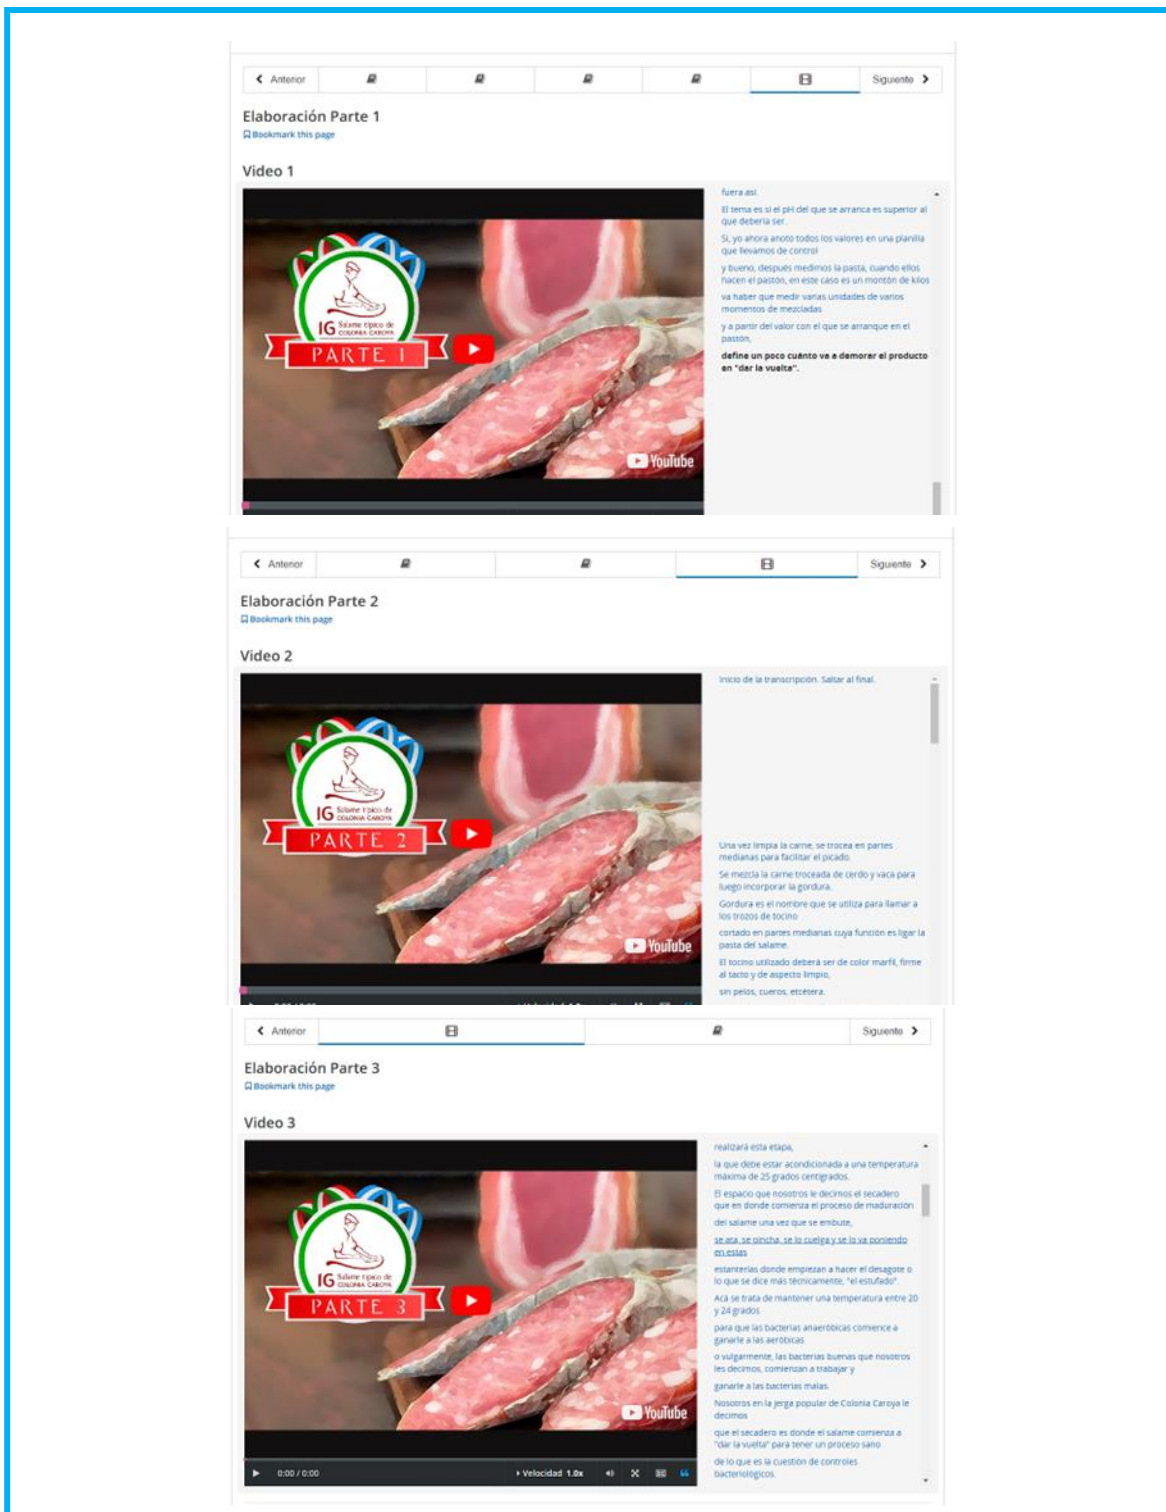 Anterior
Siguiente
Elaboración Parte 1
Bookmark this page
Video 1
IG Salame típico de
COLONIA CAROYA
PARTE 1
YouTube
fuera así.
El tema es si el pH del que se arranca es superior al
que debería ser.
Si, yo ahora anoto todos los valores en una planilla
que llevamos de control
y bueno, después medimos la pasta, cuando ellos
hacen el pastón, en este caso es un montón de kilos
va haber que medir varias unidades de varios
momentos de mezcladas
y a partir del valor con el que se arranque en el
pastón,
define un poco cuánto va a demorar el producto
en "dar la vuelta".
Anterior
Siguiente
Elaboración Parte 2
Bookmark this page
Video 2
IG Salame típico de
COLONIA CAROYA
PARTE 2
YouTube
Inicio de la transcripción. Saltar al final.
Una vez limpia la carne, se trocea en partes
medianas para facilitar el picado.
Se mezcla la carne troceada de cerdo y vaca para
luego incorporar la gordura.
Gordura es el nombre que se utiliza para llamar a
los trozos de tocino
cortado en partes medianas cuya función es ligar la
pasta del salame.
El tocino utilizado deberá ser de color marfil, firme
al tacto y de aspecto limpio,
sin pelos, cueros, etcétera.
Anterior
Siguiente
Elaboración Parte 3
Bookmark this page
Video 3
IG Salame típico de
COLONIA CAROYA
PARTE 3
YouTube
0:00 / 0:00
Velocidad 1.0x
realizará esta etapa,
la que debe estar acondicionada a una temperatura
máxima de 25 grados centígrados.
El espacio que nosotros le decimos el secadero
que en donde comienza el proceso de maduración
del salame una vez que se embute,
se ata, se pincha, se lo cuelga y se lo va poniendo
en estas
estanterías donde empiezan a hacer el desagote o
lo que se dice más técnicamente, "el estufado".
Acá se trata de mantener una temperatura entre 20
y 24 grados
para que las bacterias anaeróbicas comience a
ganarle a las aeróbicas
o vulgarmente, las bacterias buenas que nosotros
les decimos, comienzan a trabajar y
ganarle a las bacterias malas.
Nosotros en la jerga popular de Colonia Caroya le
decimos
que el secadero es donde el salame comienza a
"dar la vuelta" para tener un proceso sano
de lo que es la cuestión de controles
bacteriológicos.